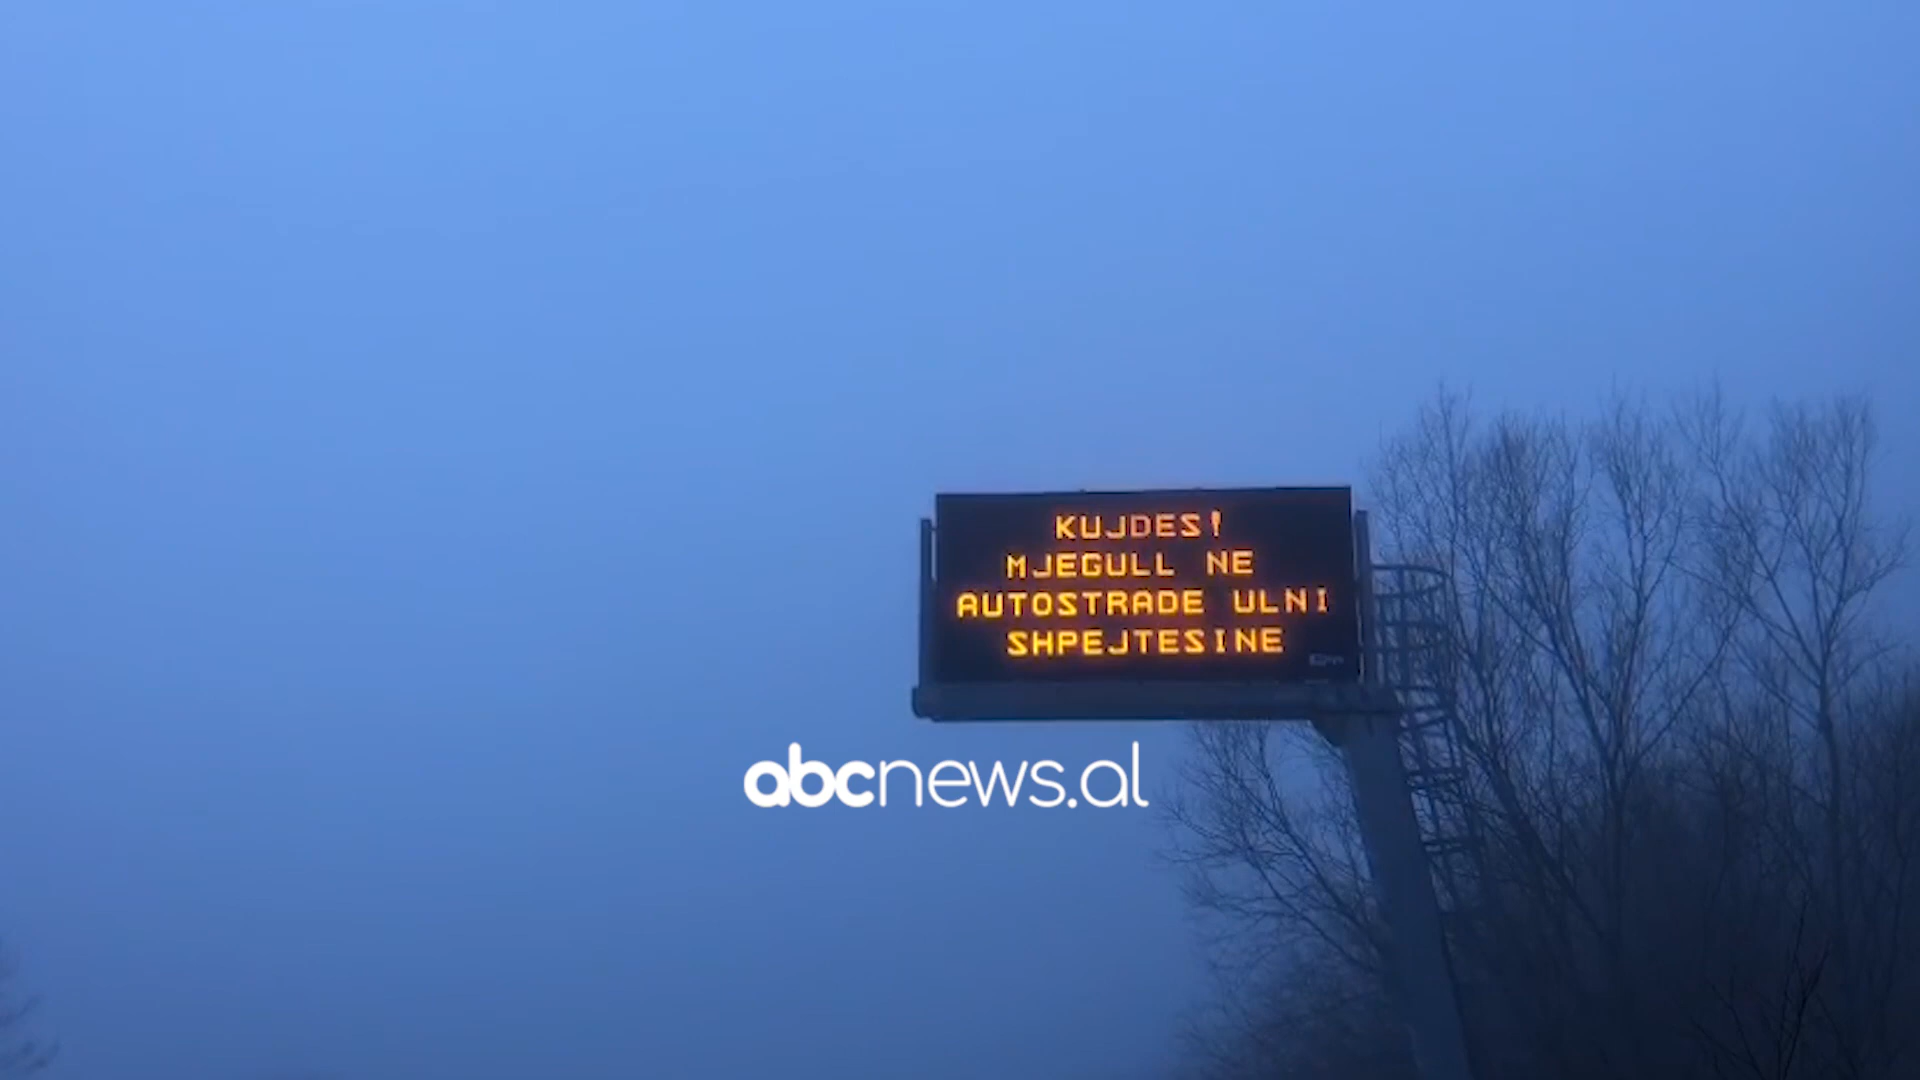 KUJDES!
MJEGULL NE
AUTOSTRADE ULNI
SHPEJTESINE
abcnews.al